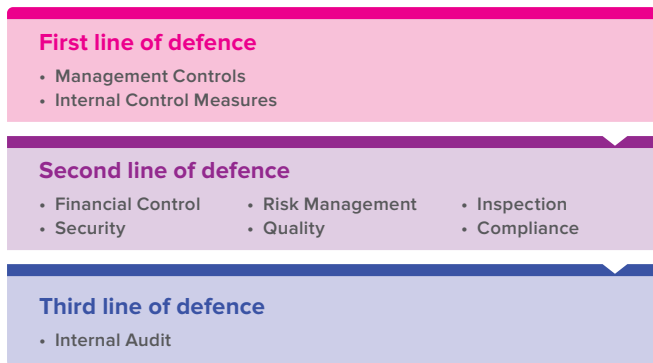 First line of defence
• Management Controls
• Internal Control Measures
Second line of defence
• Financial Control • Risk Management • Inspection
• Security • Quality • Compliance
Third line of defence
• Internal Audit